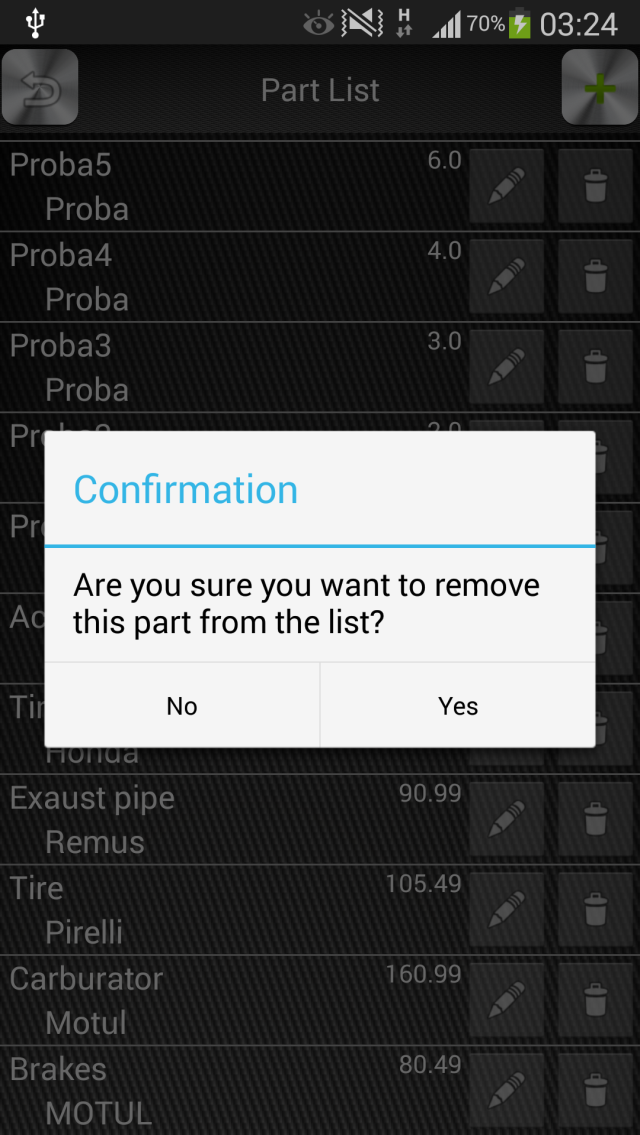 H
70%
03:24
Part List
Proba5
6.0
Proba
Proba4
4.0
Proba
Proba3
3.0
Proba
Confirmation
Are you sure you want to remove
this part from the list?
No
Yes
Honda
Exaust pipe
90.99
Remus
Tire
105.49
Pirelli
Carburator
160.99
Motul
Brakes
80.49
MOTUL